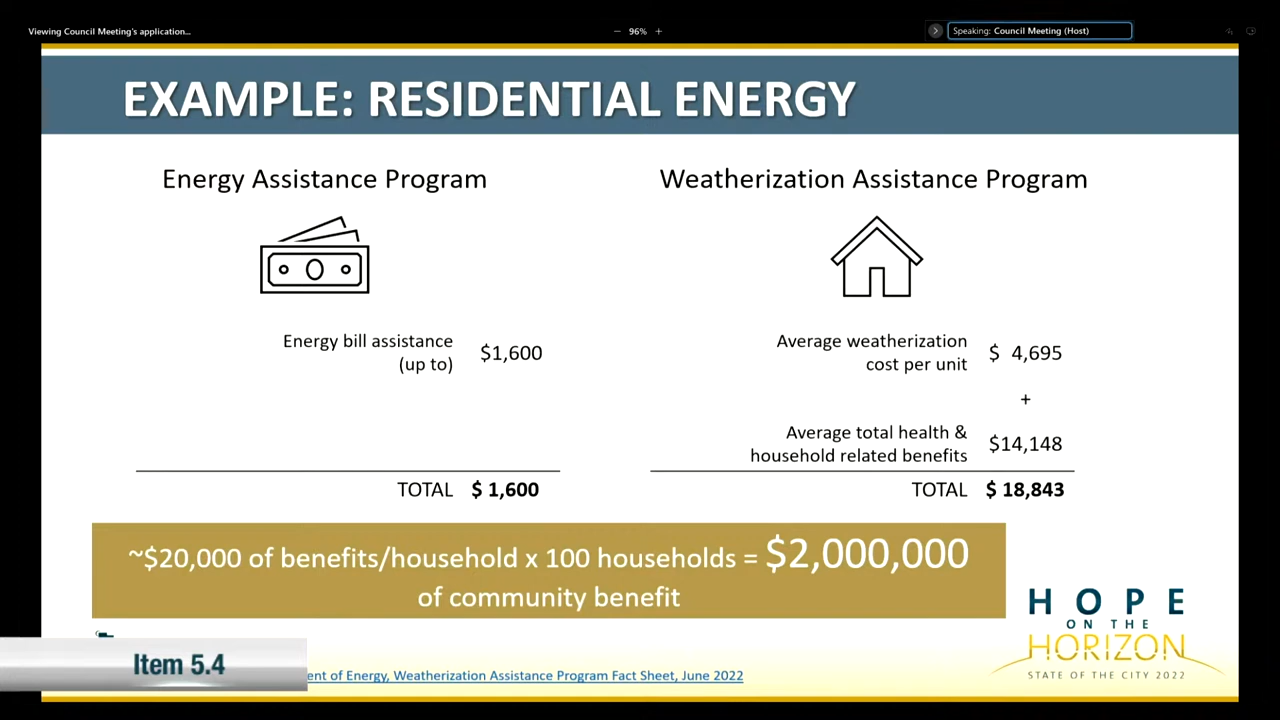 Viewing Council Meeting's application...
— 96% +
Speaking: Council Meeting (Host)
EXAMPLE: RESIDENTIAL ENERGY
Energy Assistance Program
Energy bill assistance
(up to) $1,600
TOTAL $ 1,600
Weatherization Assistance Program
Average weatherization
cost per unit $ 4,695
+
Average total health &
household related benefits $14,148
TOTAL $ 18,843
~$20,000 of benefits/household x 100 households = $2,000,000
of community benefit
HOPE
ON THE
HORIZON
STATE OF THE CITY 2022
Item 5.4
of Energy, Weatherization Assistance Program Fact Sheet, June 2022